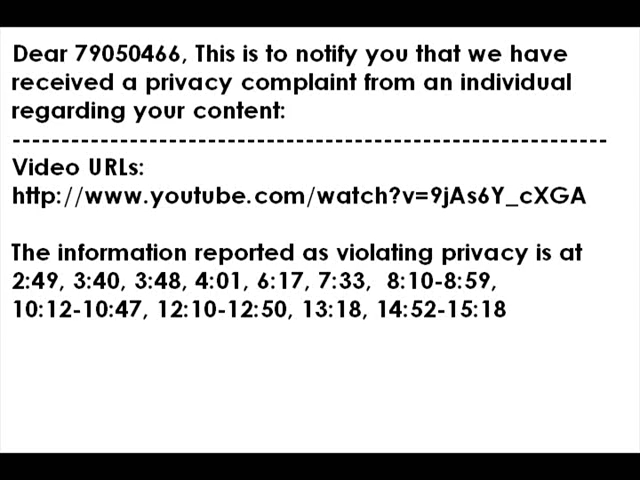 Dear 79050466, This is to notify you that we have
received a privacy complaint from an individual
regarding your content:
-------------------------------------------------------------
Video URLs:
http://www.youtube.com/watch?v=9jAs6Y_cXGA
The information reported as violating privacy is at
2:49, 3:40, 3:48, 4:01, 6:17, 7:33,  8:10-8:59,
10:12-10:47, 12:10-12:50, 13:18, 14:52-15:18